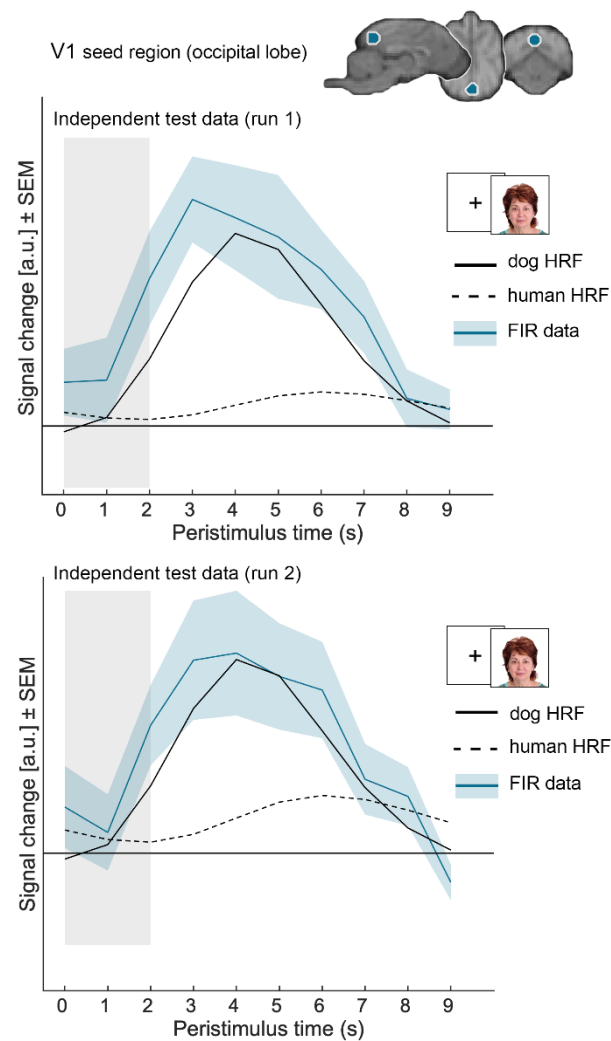 V1 seed region (occipital lobe)
Independent test data (run 1)
Signal change [a.u.] ± SEM
+
dog HRF
human HRF
FIR data
0 1 2 3 4 5 6 7 8 9
Peristimulus time (s)
Independent test data (run 2)
Signal change [a.u.] ± SEM
+
dog HRF
human HRF
FIR data
0 1 2 3 4 5 6 7 8 9
Peristimulus time (s)